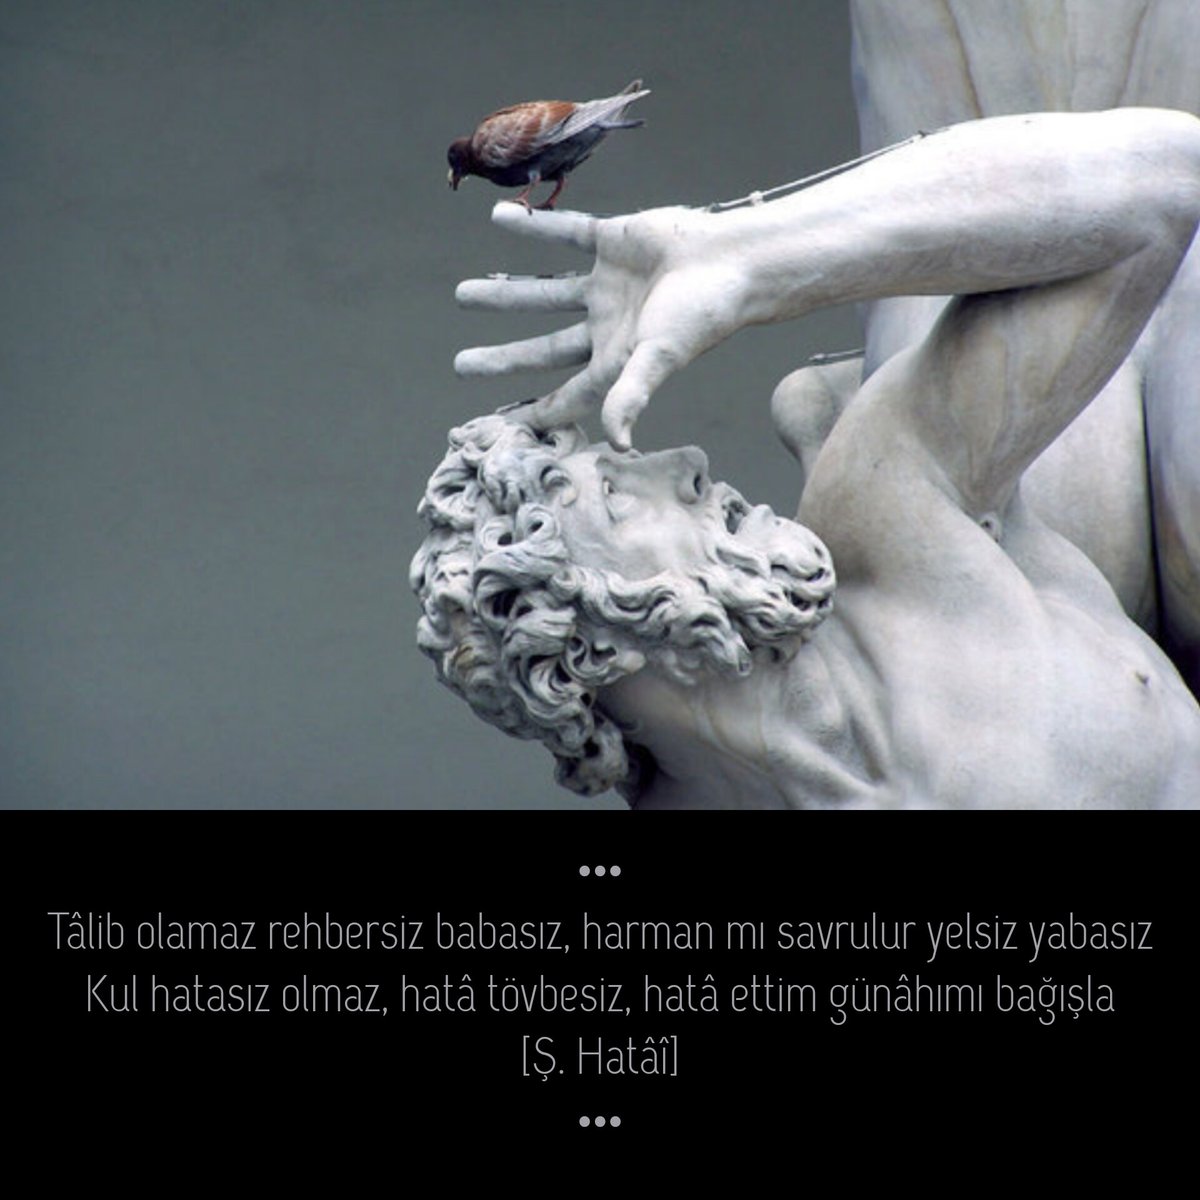 •••
Tâlib olamaz rehbersiz babasız, harman mı savrulur yelsiz yabasız
Kul hatasız olmaz, hatâ tövbesiz, hatâ ettim günâhımı bağışla
[Ş. Hatâî]
•••